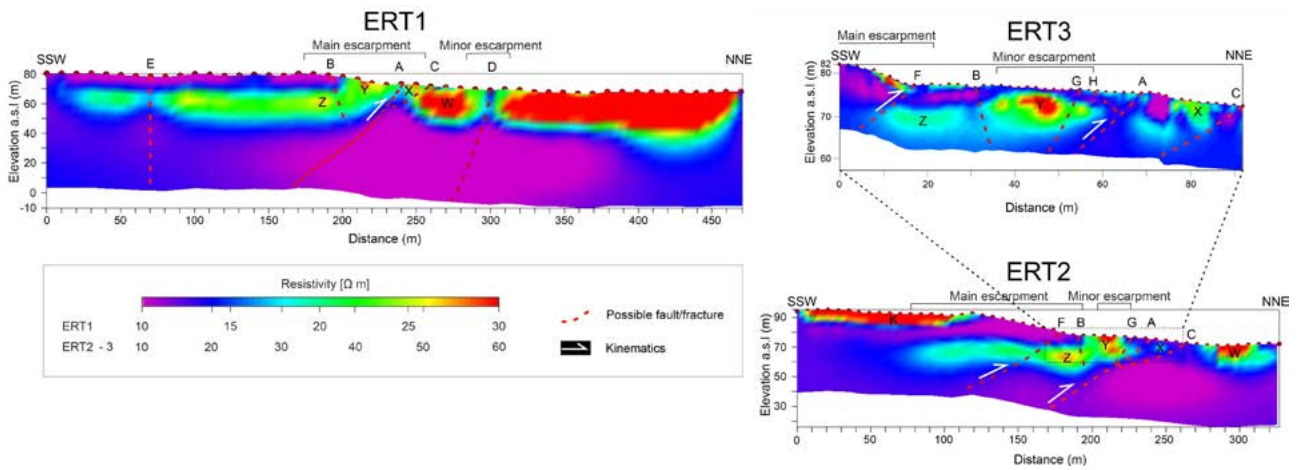 ERT1
SSW
NNE
Main escarpment
Minor escarpment
E
B
A
C
D
Z
Y
X
W
Elevation a.s.l (m)
80
60
40
20
0
-10
0 50 100 150 200 250 300 350 400 450
Distance (m)
Resistivity [Ω m]
ERT1 10 15 20 25 30
ERT2 - 3 10 20 30 40 50 60
Possible fault/fracture
Kinematics
ERT3
Main escarpment
SSW
NNE
Minor escarpment
F
B
G
H
A
C
Z
Y
X
Elevation a.s.l (m)
82
80
70
60
0 20 40 60 80
Distance (m)
ERT2
SSW
NNE
Main escarpment
Minor escarpment
F
B
G
A
C
K
Z
Y
X
W
Elevation a.s.l (m)
90
70
50
30
0 50 100 150 200 250 300
Distance (m)